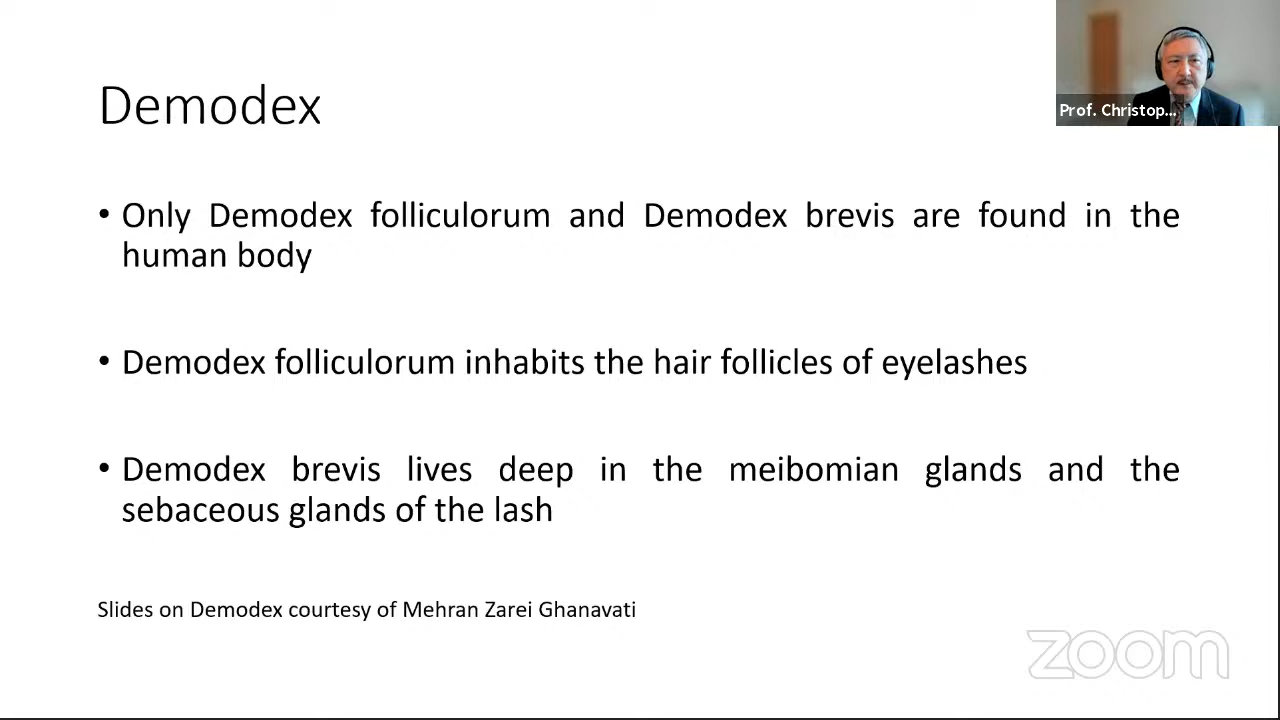 Demodex
Prof. Christop...
• Only Demodex folliculorum and Demodex brevis are found in the
human body
• Demodex folliculorum inhabits the hair follicles of eyelashes
• Demodex brevis lives deep in the meibomian glands and the
sebaceous glands of the lash
Slides on Demodex courtesy of Mehran Zarei Ghanavati
zoom